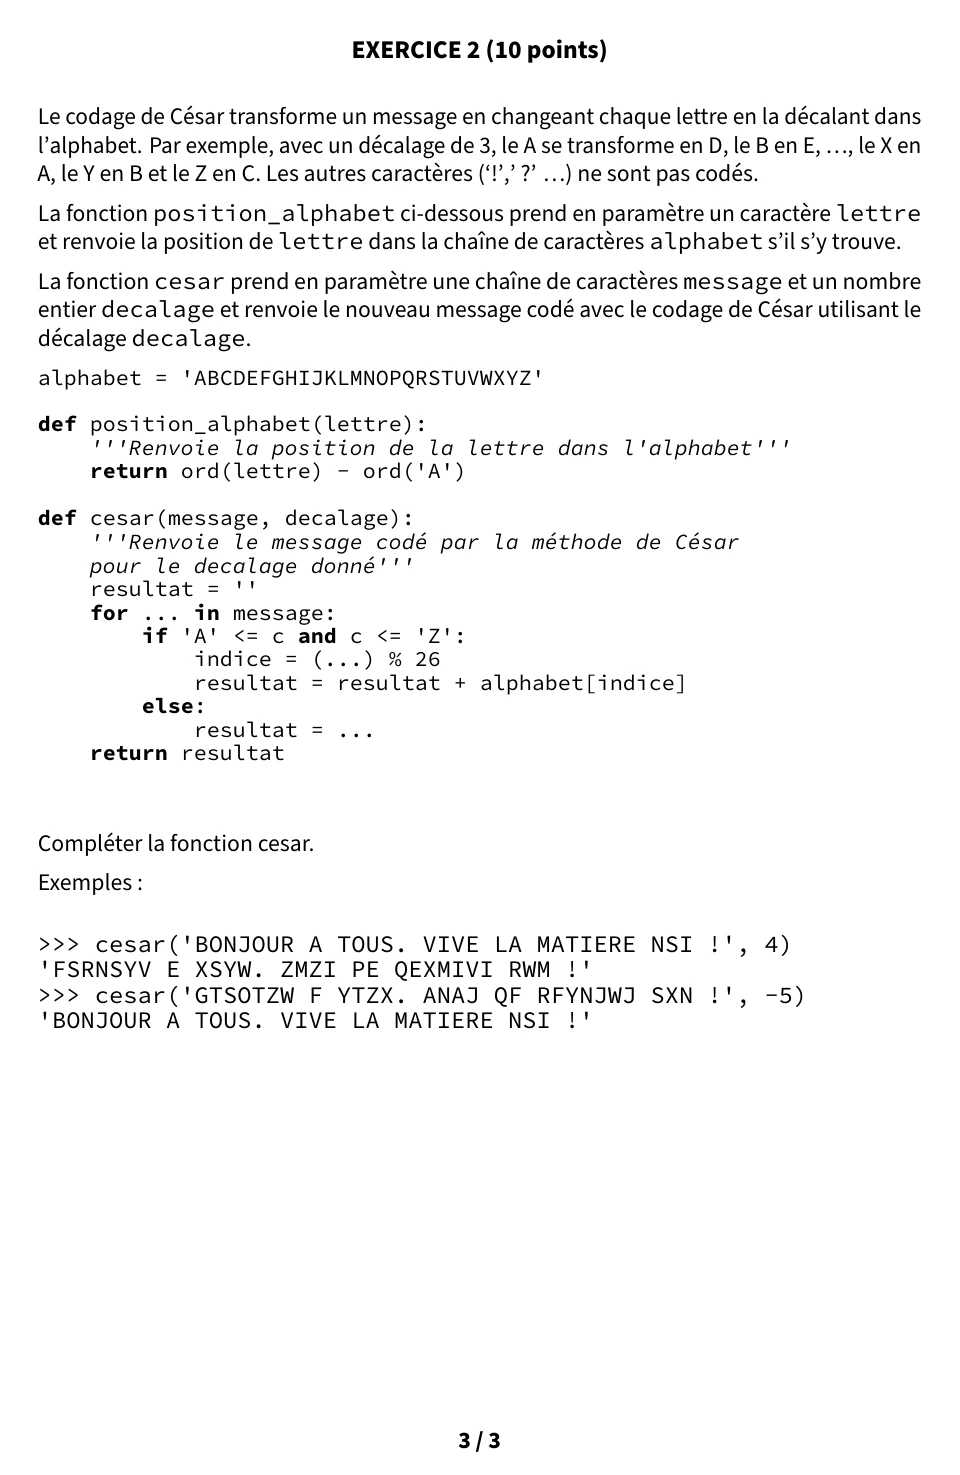 EXERCICE 2 (10 points)
Le codage de César transforme un message en changeant chaque lettre en la décalant dans
l’alphabet. Par exemple, avec un décalage de 3, le A se transforme en D, le B en E, …, le X en
A, le Y en B et le Z en C. Les autres caractères (‘!’,’ ?’ …) ne sont pas codés.
La fonction position_alphabet ci-dessous prend en paramètre un caractère lettre
et renvoie la position de lettre dans la chaîne de caractères alphabet s’il s’y trouve.
La fonction cesar prend en paramètre une chaîne de caractères message et un nombre
entier decalage et renvoie le nouveau message codé avec le codage de César utilisant le
décalage decalage.
alphabet = 'ABCDEFGHIJKLMNOPQRSTUVWXYZ'
def position_alphabet(lettre):
    '''Renvoie la position de la lettre dans l'alphabet'''
    return ord(lettre) - ord('A')
def cesar(message, decalage):
    '''Renvoie le message codé par la méthode de César
    pour le decalage donné'''
    resultat = ''
    for ... in message:
        if 'A' <= c and c <= 'Z':
            indice = (...) % 26
            resultat = resultat + alphabet[indice]
        else:
            resultat = ...
    return resultat
Compléter la fonction cesar.
Exemples :
>>> cesar('BONJOUR A TOUS. VIVE LA MATIERE NSI !', 4)
'FSRNSYV E XSYW. ZMZI PE QEXMIVI RWM !'
>>> cesar('GTSOTZW F YTZX. ANAJ QF RFYNJWJ SXN !', -5)
'BONJOUR A TOUS. VIVE LA MATIERE NSI !'
3 / 3